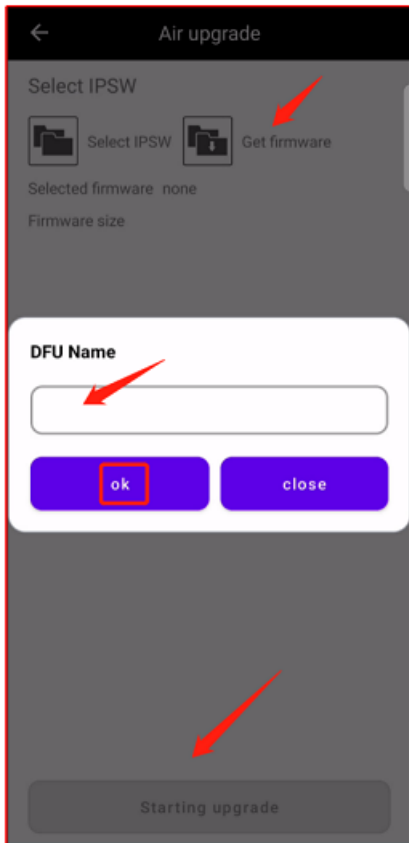 Air upgrade
Select IPSW
Select IPSW Get firmware
Selected firmware none
Firmware size
DFU Name
ok close
Starting upgrade